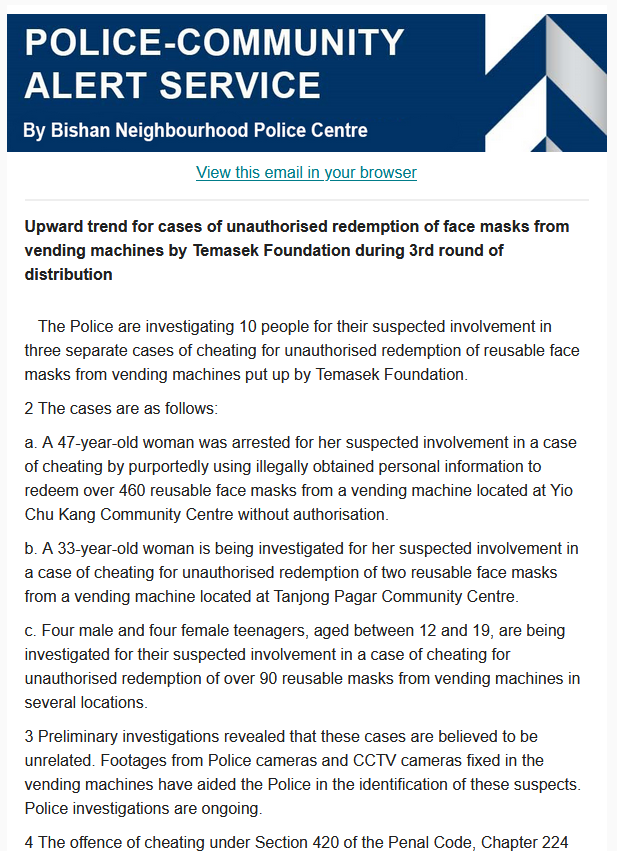 POLICE-COMMUNITY
ALERT SERVICE
By Bishan Neighbourhood Police Centre
View this email in your browser
Upward trend for cases of unauthorised redemption of face masks from
vending machines by Temasek Foundation during 3rd round of
distribution
The Police are investigating 10 people for their suspected involvement in
three separate cases of cheating for unauthorised redemption of reusable face
masks from vending machines put up by Temasek Foundation.
2 The cases are as follows:
a. A 47-year-old woman was arrested for her suspected involvement in a case
of cheating by purportedly using illegally obtained personal information to
redeem over 460 reusable face masks from a vending machine located at Yio
Chu Kang Community Centre without authorisation.
b. A 33-year-old woman is being investigated for her suspected involvement in
a case of cheating for unauthorised redemption of two reusable face masks
from a vending machine located at Tanjong Pagar Community Centre.
c. Four male and four female teenagers, aged between 12 and 19, are being
investigated for their suspected involvement in a case of cheating for
unauthorised redemption of over 90 reusable masks from vending machines in
several locations.
3 Preliminary investigations revealed that these cases are believed to be
unrelated. Footages from Police cameras and CCTV cameras fixed in the
vending machines have aided the Police in the identification of these suspects.
Police investigations are ongoing.
4 The offence of cheating under Section 420 of the Penal Code, Chapter 224